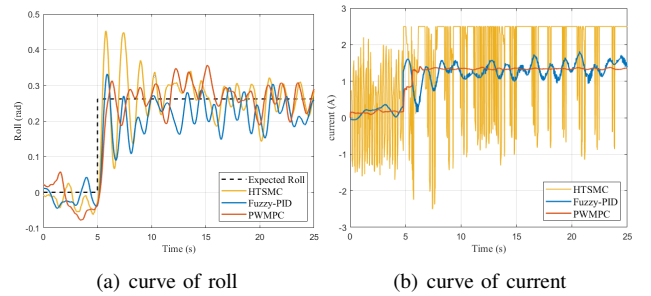 0.5
0.4
0.3
0.2
0.1
0
-0.1
Roll (rad)
0 5 10 15 20 25
Time (s)
Expected Roll
HTSMC
Fuzzy-PID
PWMPC
(a) curve of roll
3
2
1
0
-1
-2
-3
current (A)
0 5 10 15 20 25
Time (s)
HTSMC
Fuzzy-PID
PWMPC
(b) curve of current